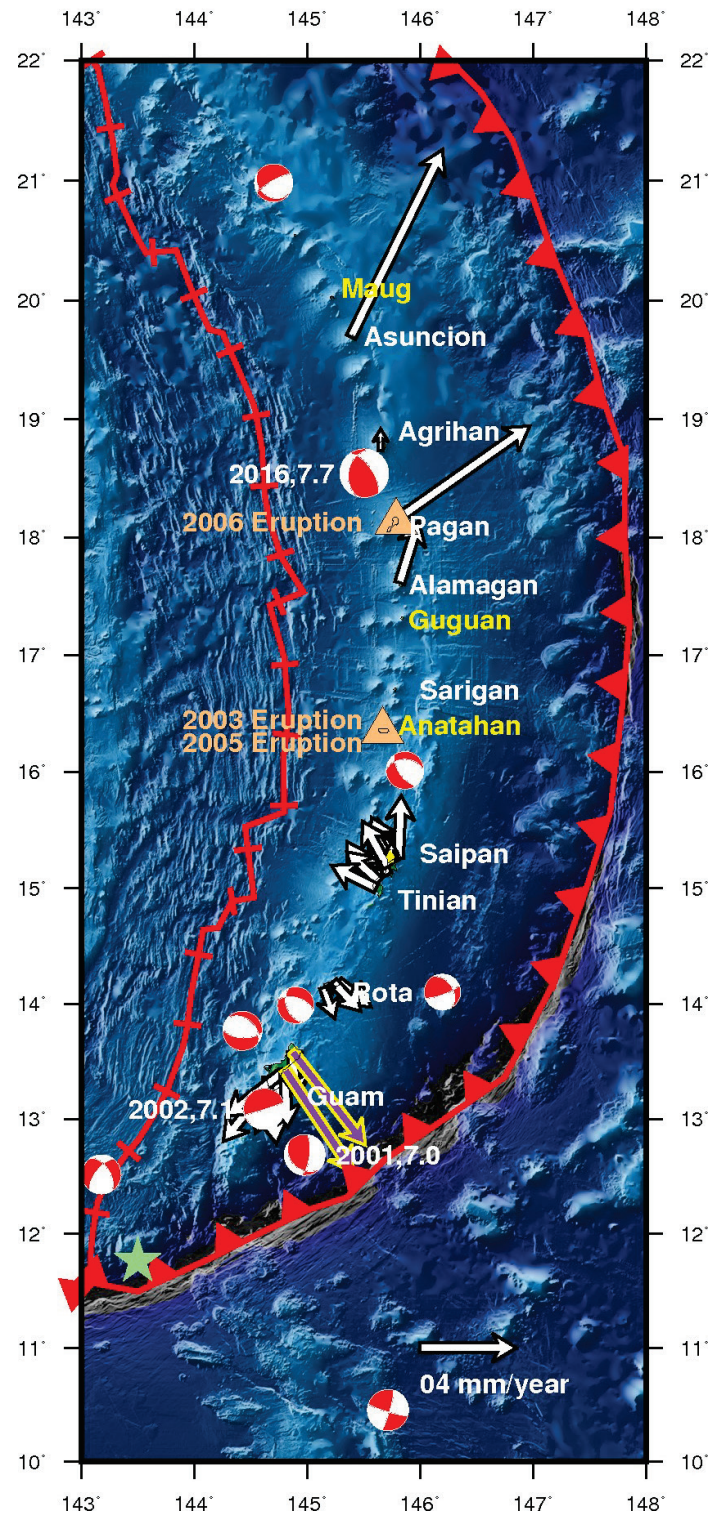 143° 144° 145° 146° 147° 148°
22° 22°
21° 21°
Maug
20° 20°
Asuncion
19° 19°
Agrihan
2016,7.7
2006 Eruption Pagan
18° 18°
Alamagan
Guguan
17° 17°
Sarigan
2003 Eruption Anatahan
2005 Eruption
16° 16°
Saipan
15° 15°
Tinian
14° Rota 14°
Guam
13° 2002,7.1 13°
2001,7.0
12° 12°
11° 11°
04 mm/year
10° 10°
143° 144° 145° 146° 147° 148°